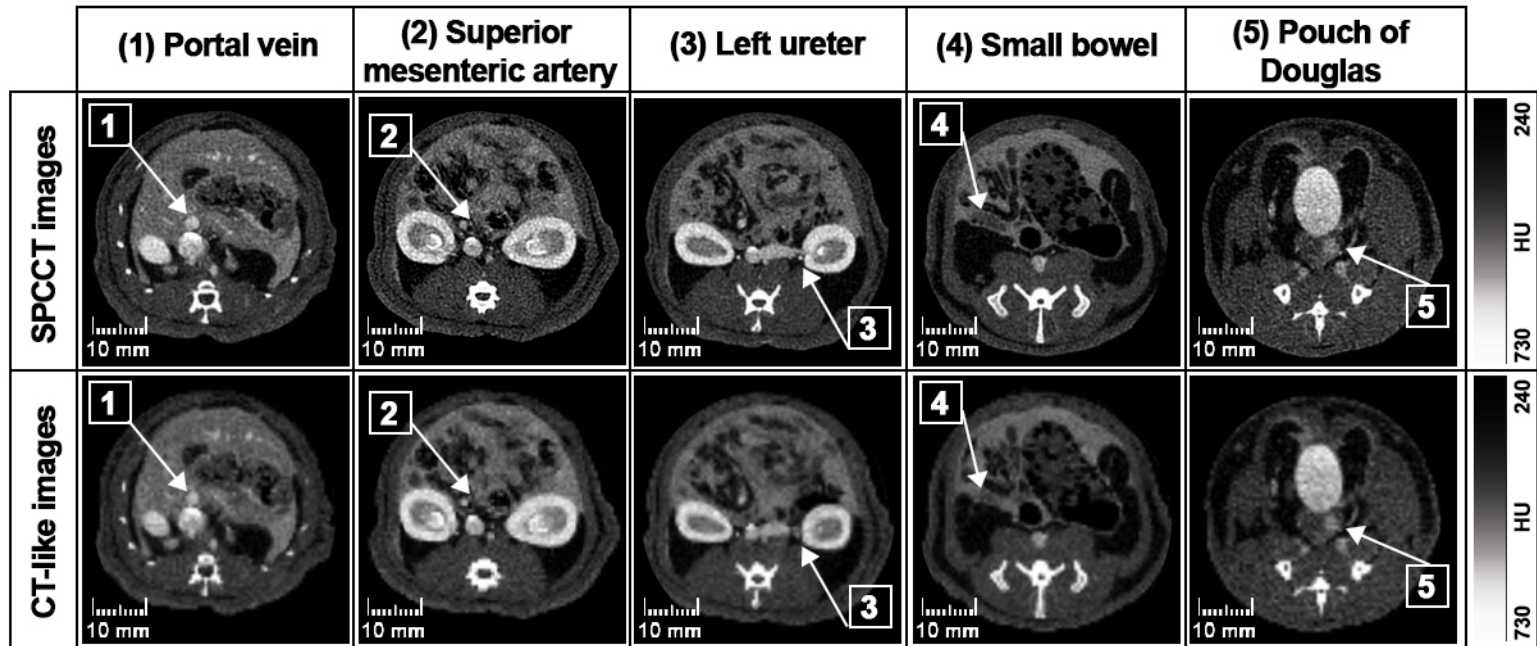 (1) Portal vein
(2) Superior
mesenteric artery
(3) Left ureter
(4) Small bowel
(5) Pouch of
Douglas
SPCCT images
1
10 mm
2
10 mm
3
10 mm
4
10 mm
5
10 mm
240
HU
730
CT-like images
1
10 mm
2
10 mm
3
10 mm
4
10 mm
5
10 mm
240
HU
730